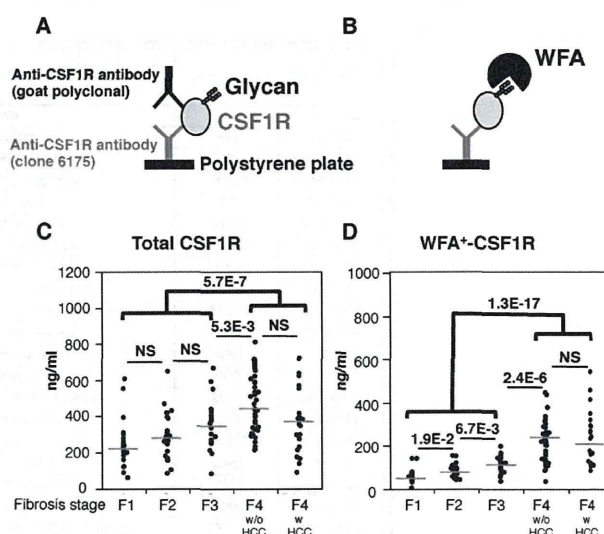 A
Anti-CSF1R antibody
(goat polyclonal)
Glycan
CSF1R
Anti-CSF1R antibody
(clone 6175)
Polystyrene plate
B
WFA
C
Total CSF1R
ng/ml
1200
1000
800
600
400
200
0
5.7E-7
5.3E-3
NS
NS
NS
Fibrosis stage
F1
F2
F3
F4
w/o
HCC
F4
w
HCC
D
WFA+-CSF1R
ng/ml
1000
800
600
400
200
0
1.3E-17
NS
2.4E-6
6.7E-3
1.9E-2
F1
F2
F3
F4
w/o
HCC
F4
w
HCC